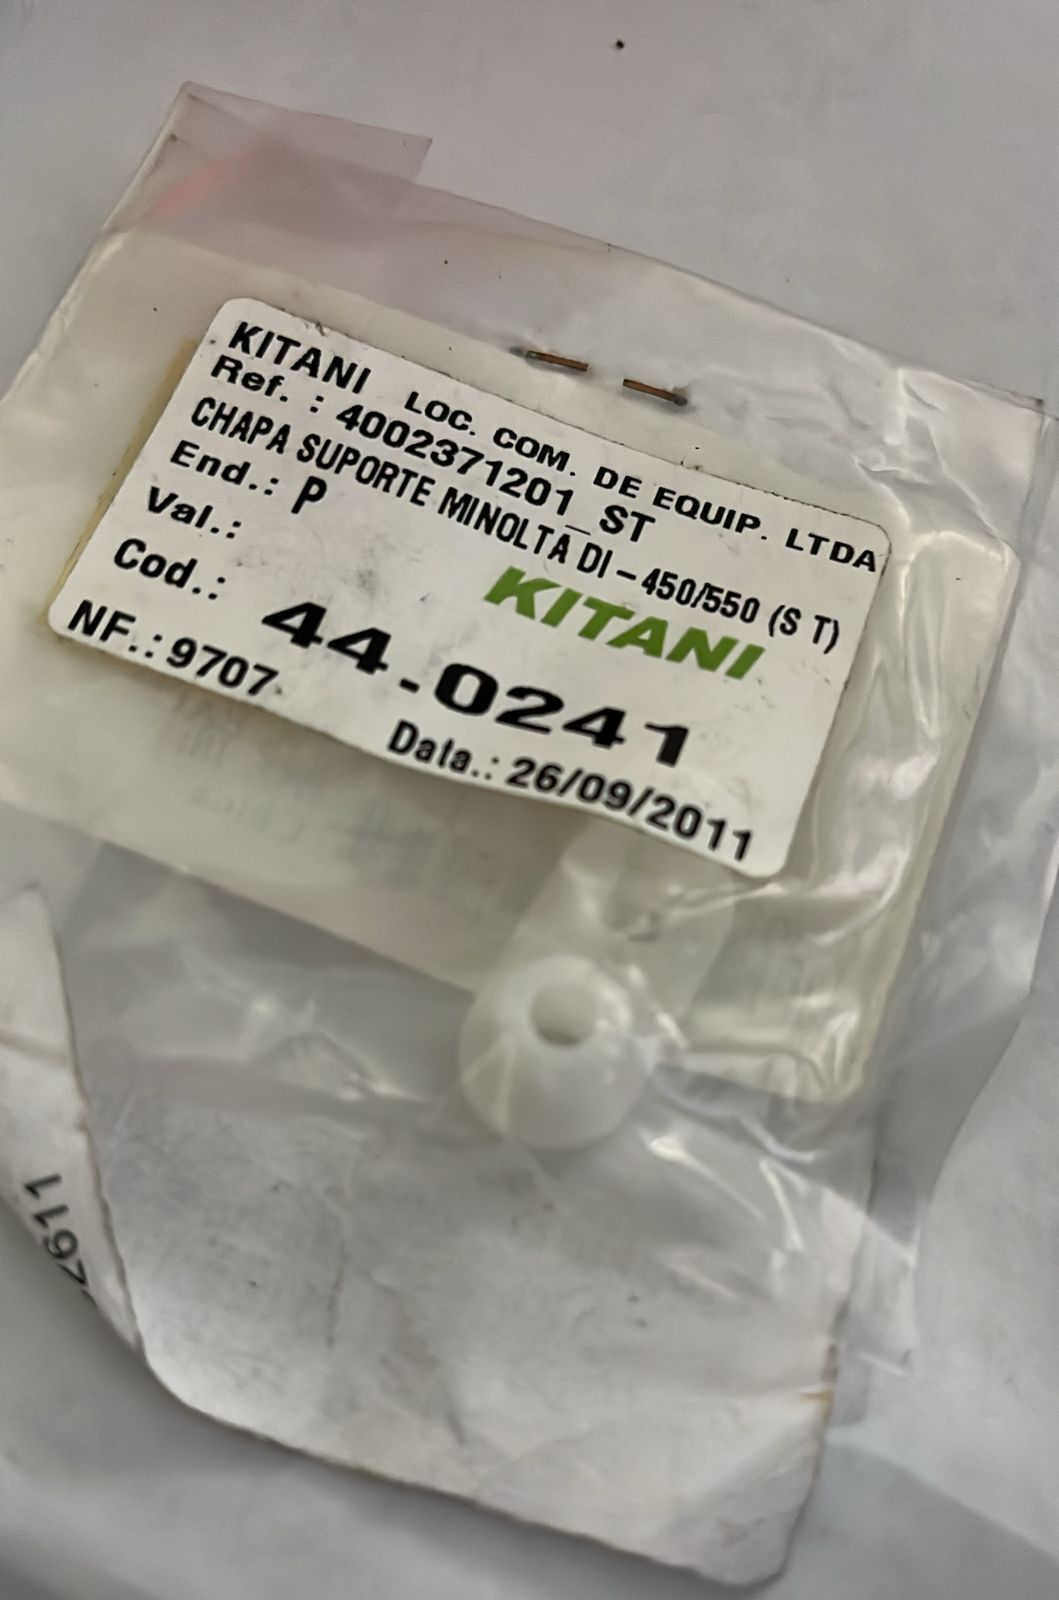 KITANI LOC. COM. DE EQUIP. LTDA
Ref. : 4002371201_ST
CHAPA SUPORTE MINOLTA DI - 450/550 (S T)
End.: P
Val.:
KITANI
Cod.: 44.0241
NF.: 9707
Data.: 26/09/2011